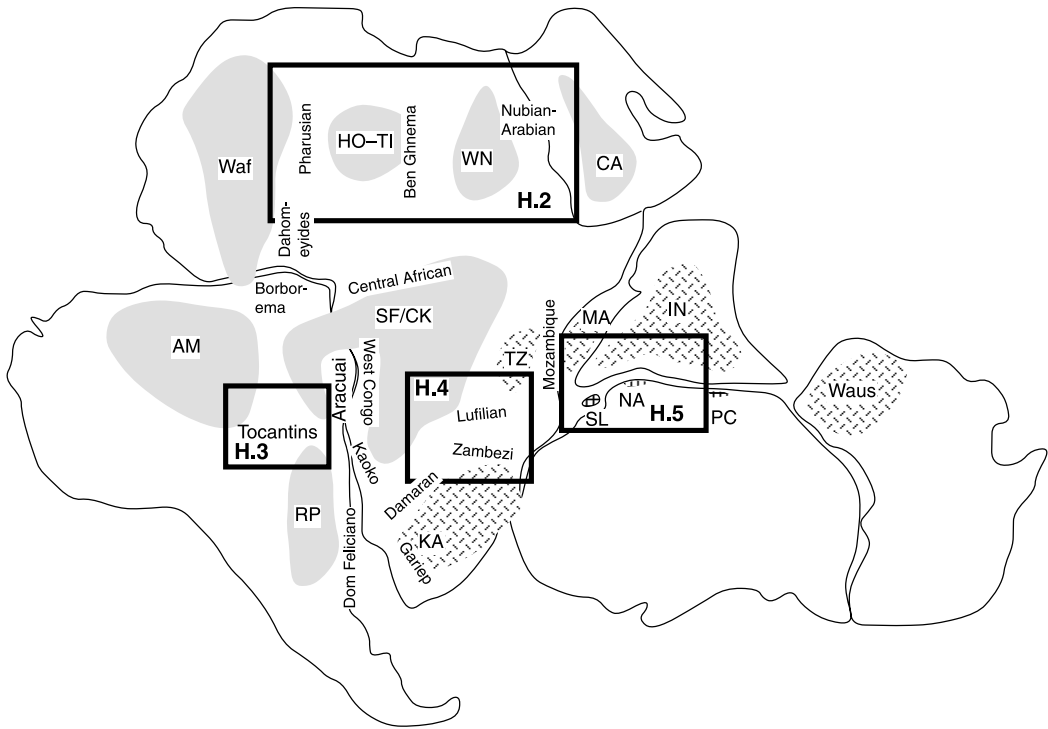 Waf
Pharusian
HO–TI
Ben Ghnema
WN
Nubian-
Arabian
CA
H.2
Dahom-
eyides
Borbor-
ema
Central African
SF/CK
AM
Aracuai
West Congo
TZ
Mozambique
MA
IN
H.4
Lufilian
Zambezi
SL
NA
H.5
PC
Waus
Tocantins
H.3
Kaoko
Damaran
RP
Dom Feliciano
KA
Gariep